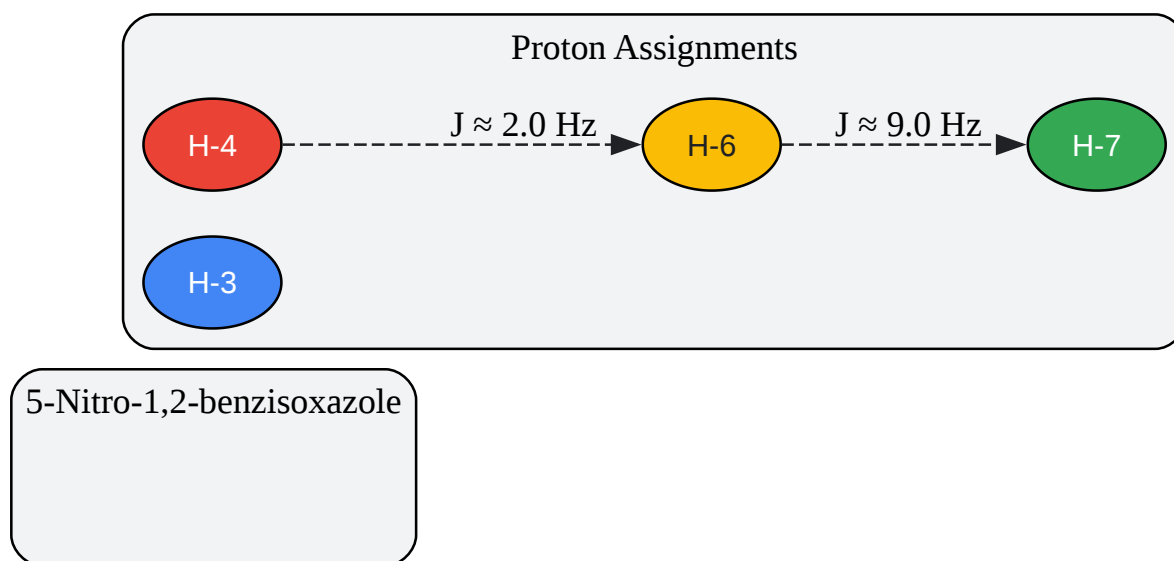 Proton Assignments
H-4
J ≈ 2.0 Hz
H-6
J ≈ 9.0 Hz
H-7
H-3
5-Nitro-1,2-benzisoxazole